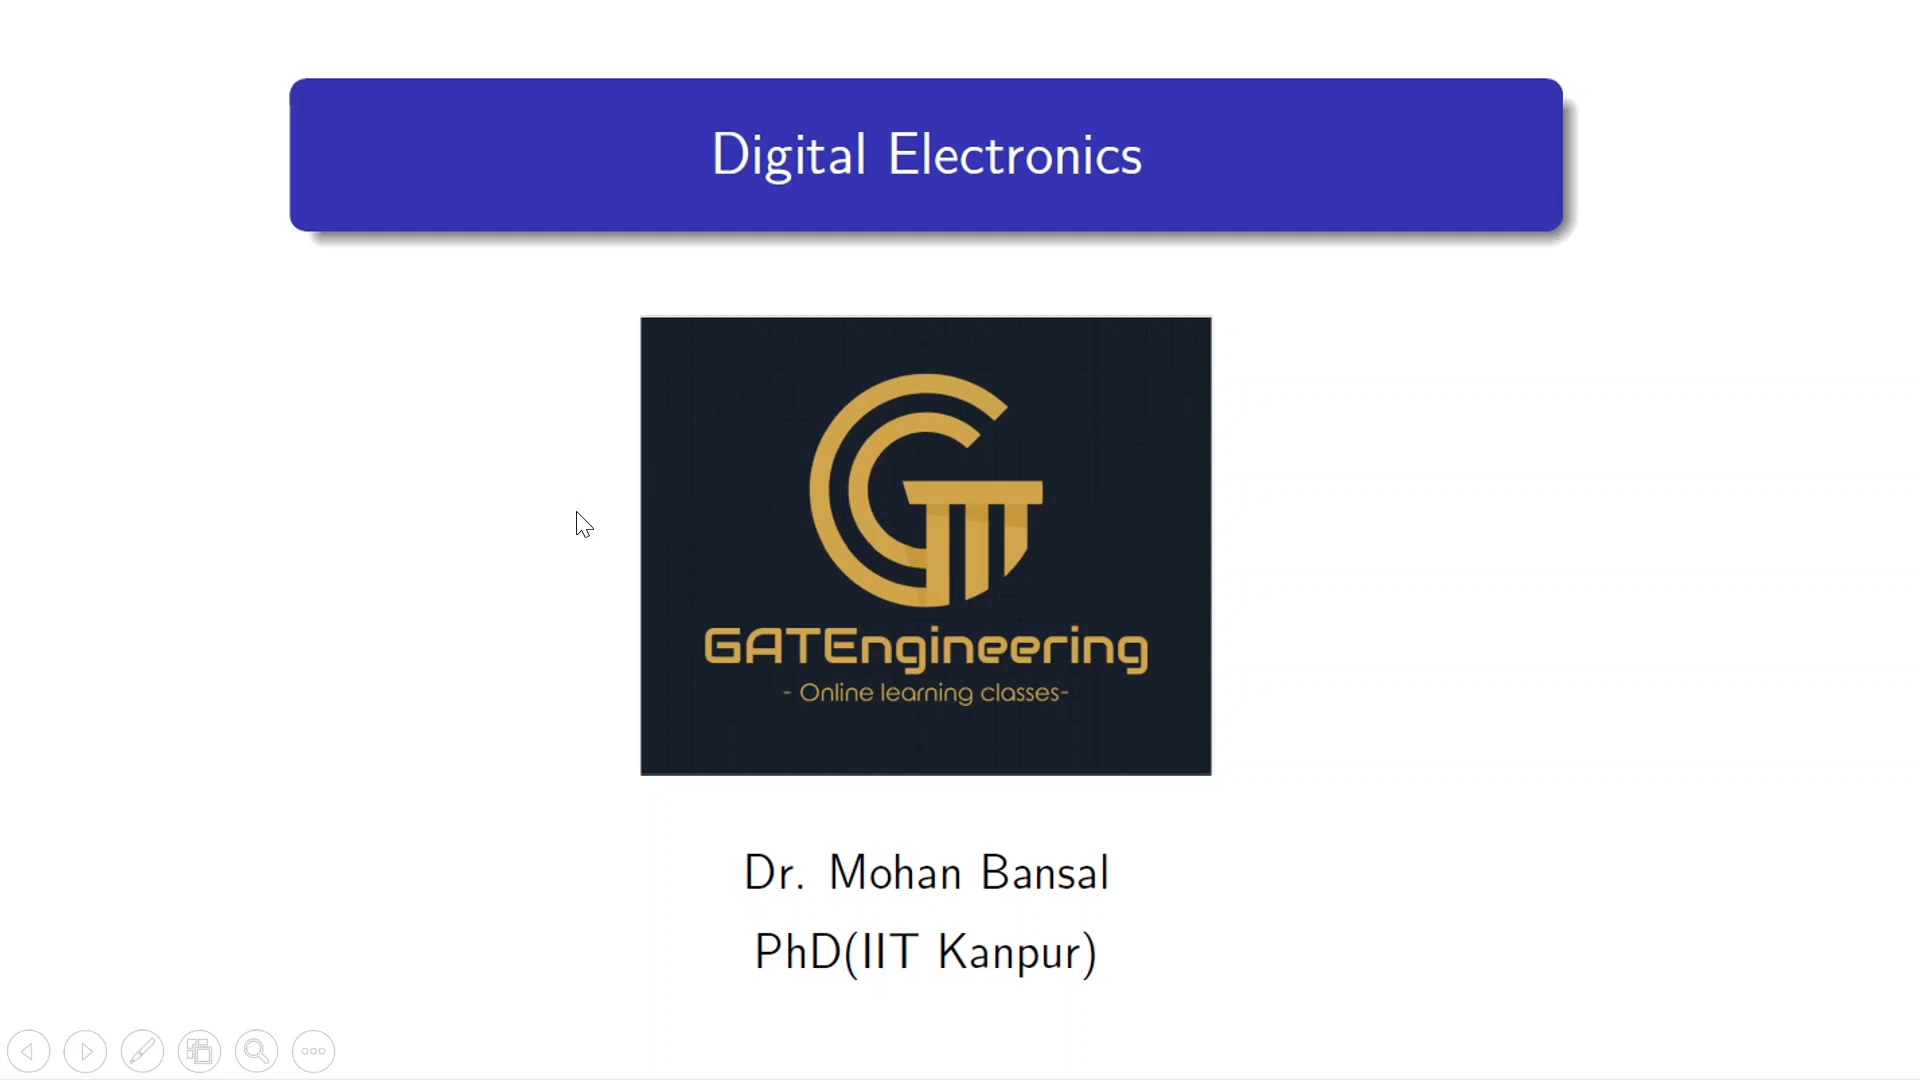 Digital Electronics
GATEngineering
- Online learning classes-
Dr. Mohan Bansal
PhD(IIT Kanpur)